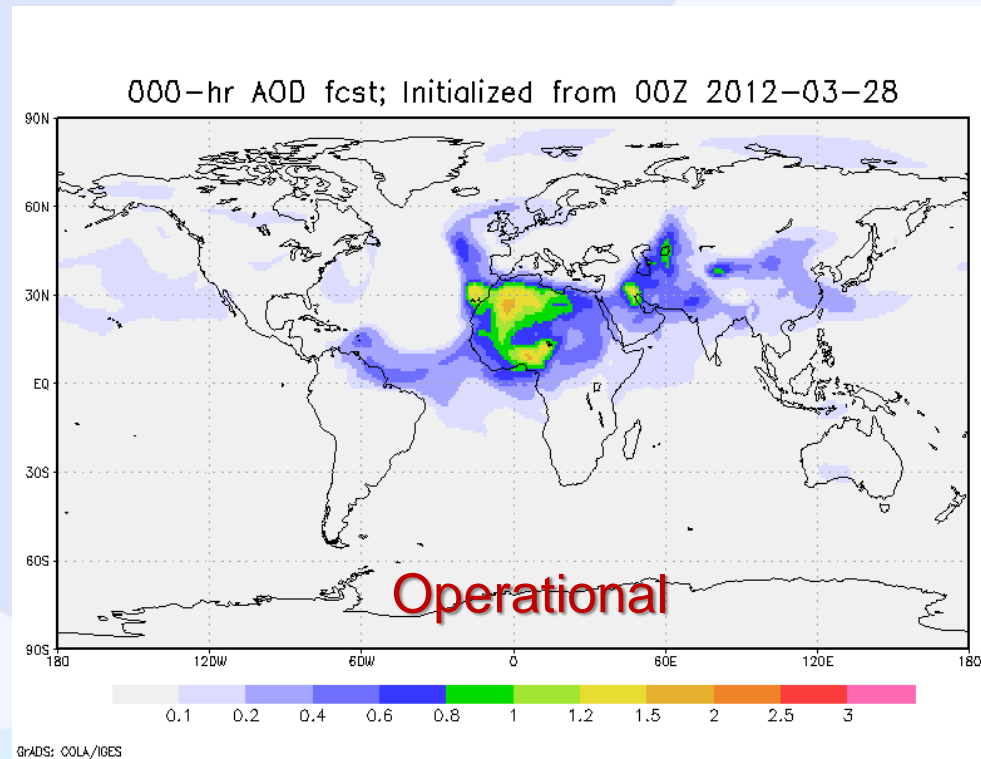 000-hr AOD fcst; Initialized from 00Z 2012-03-28
90N
60N
30N
EQ
30S
60S
90S
Operational
180 120W 60W 0 60E 120E 180
0.1 0.2 0.4 0.6 0.8 1 1.2 1.5 2 2.5 3
GrADS: COLA/IGES